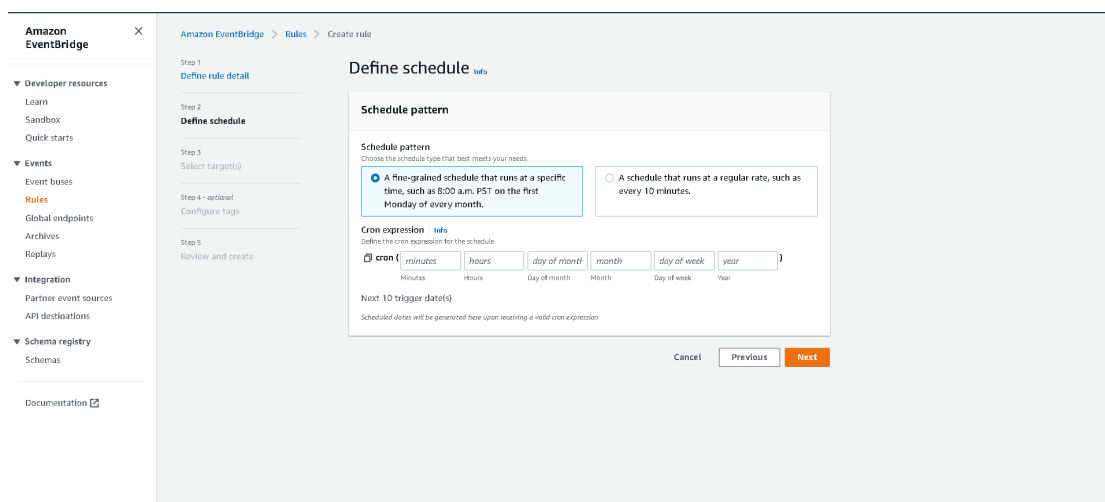 Amazon
EventBridge
Developer resources
Learn
Sandbox
Quick starts
Events
Event buses
Rules
Global endpoints
Archives
Replays
Integration
Partner event sources
API destinations
Schema registry
Schemas
Documentation
Amazon EventBridge > Rules > Create rule
Step 1
Define rule detail
Step 2
Define schedule
Step 3
Select target(s)
Step 4 - optional
Configure tags
Step 5
Review and create
Define schedule Info
Schedule pattern
Schedule pattern
Choose the schedule type that best meets your needs.
A fine-grained schedule that runs at a specific
time, such as 8:00 a.m. PST on the first
Monday of every month.
A schedule that runs at a regular rate, such as
every 10 minutes.
Cron expression Info
Define the cron expression for the schedule
cron ( minutes hours day of month month day of week year )
Minutes Hours Day of month Month Day of week Year
Next 10 trigger date(s)
Scheduled dates will be generated here upon receiving a valid cron expression
Cancel Previous Next